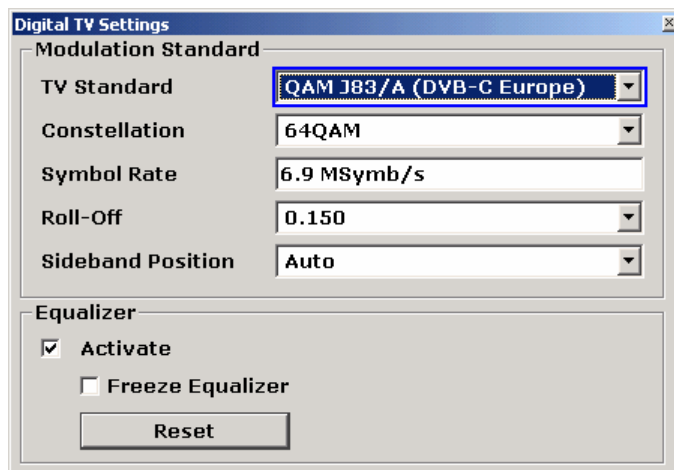 Digital TV Settings
Modulation Standard
TV Standard QAM J83/A (DVB-C Europe)
Constellation 64QAM
Symbol Rate 6.9 MSymb/s
Roll-Off 0.150
Sideband Position Auto
Equalizer
Activate
Freeze Equalizer
Reset